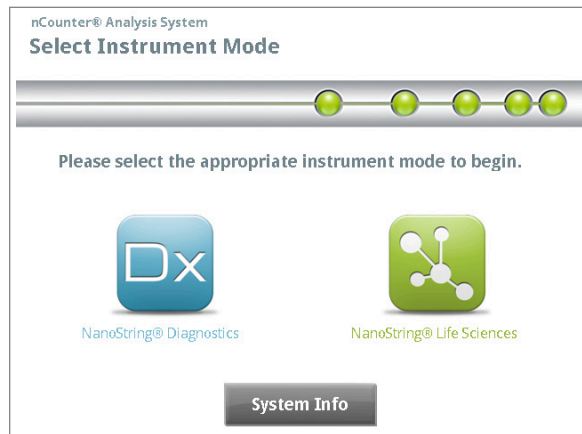 nCounter® Analysis System
Select Instrument Mode
Please select the appropriate instrument mode to begin.
Dx
NanoString® Diagnostics
NanoString® Life Sciences
System Info